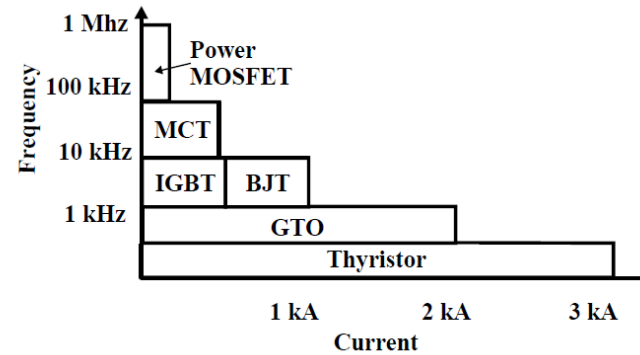 1 Mhz
Power
MOSFET
100 kHz
MCT
10 kHz
IGBT
BJT
1 kHz
GTO
Thyristor
Frequency
1 kA
2 kA
3 kA
Current